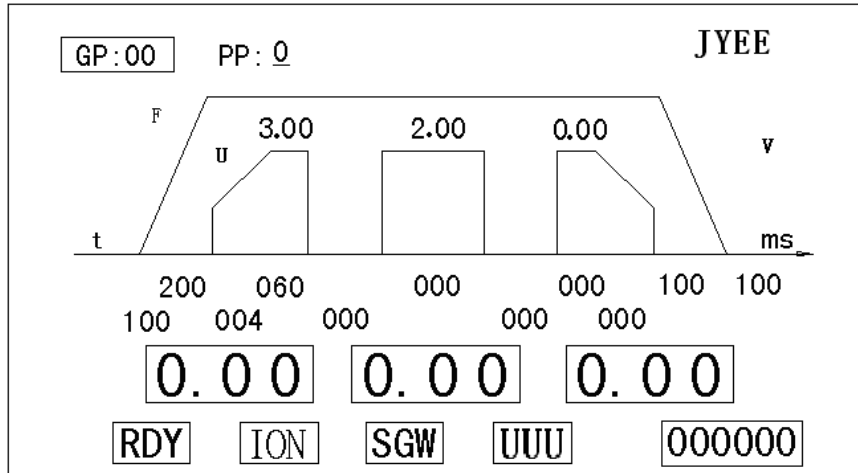 GP:00 PP: 0 JYEE
F
3.00 2.00 0.00
U V
t ms
200 060 000 000 100 100
100 004 000 000 000
0.00 0.00 0.00
RDY ION SGW UUU 000000